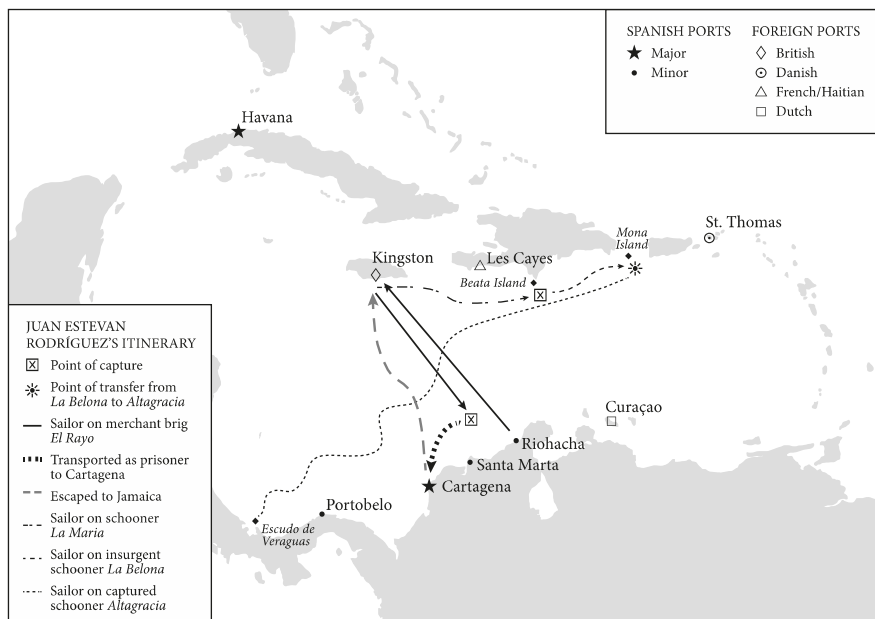 SPANISH PORTS
Major
Minor
FOREIGN PORTS
British
Danish
French/Haitian
Dutch
Havana
St. Thomas
Mona
Island
Kingston
Les Cayes
Beata Island
Curaçao
Riohacha
Santa Marta
Cartagena
Portobelo
Escudo de
Veraguas
JUAN ESTEVAN
RODRÍGUEZ'S ITINERARY
Point of capture
Point of transfer from
La Belona to Altagracia
Sailor on merchant brig
El Rayo
Transported as prisoner
to Cartagena
Escaped to Jamaica
Sailor on schooner
La Maria
Sailor on insurgent
schooner La Belona
Sailor on captured
schooner Altagracia